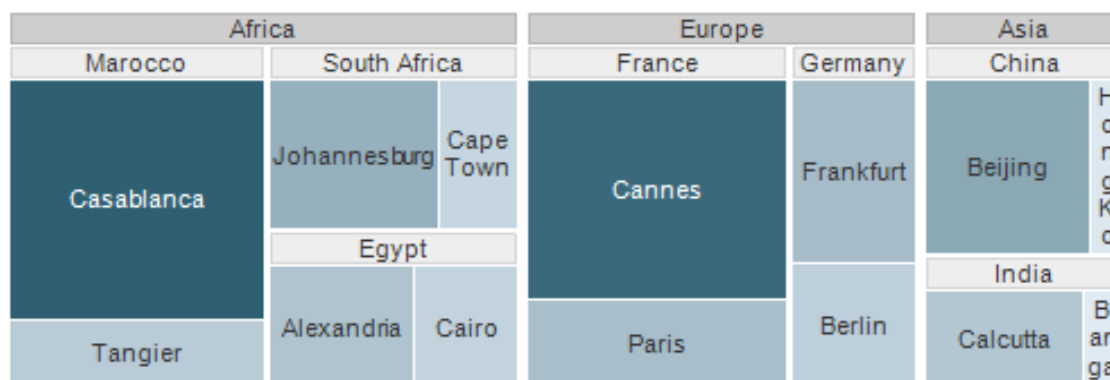 Africa
Europe
Asia
Marocco
South Africa
France
Germany
China
Casablanca
Tangier
Johannesburg
Cape
Town
Egypt
Alexandria
Cairo
Cannes
Paris
Frankfurt
Berlin
Beijing
India
Calcutta